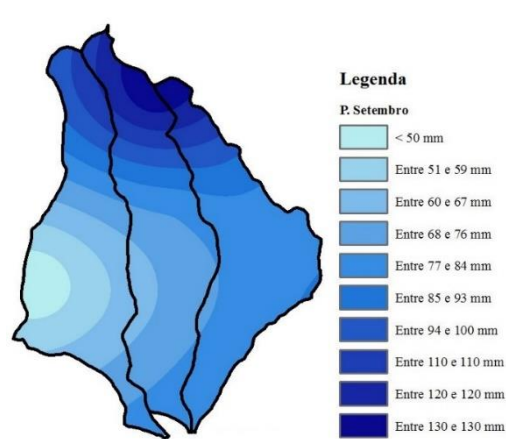 Legenda
P. Setembro
< 50 mm
Entre 51 e 59 mm
Entre 60 e 67 mm
Entre 68 e 76 mm
Entre 77 e 84 mm
Entre 85 e 93 mm
Entre 94 e 100 mm
Entre 110 e 110 mm
Entre 120 e 120 mm
Entre 130 e 130 mm